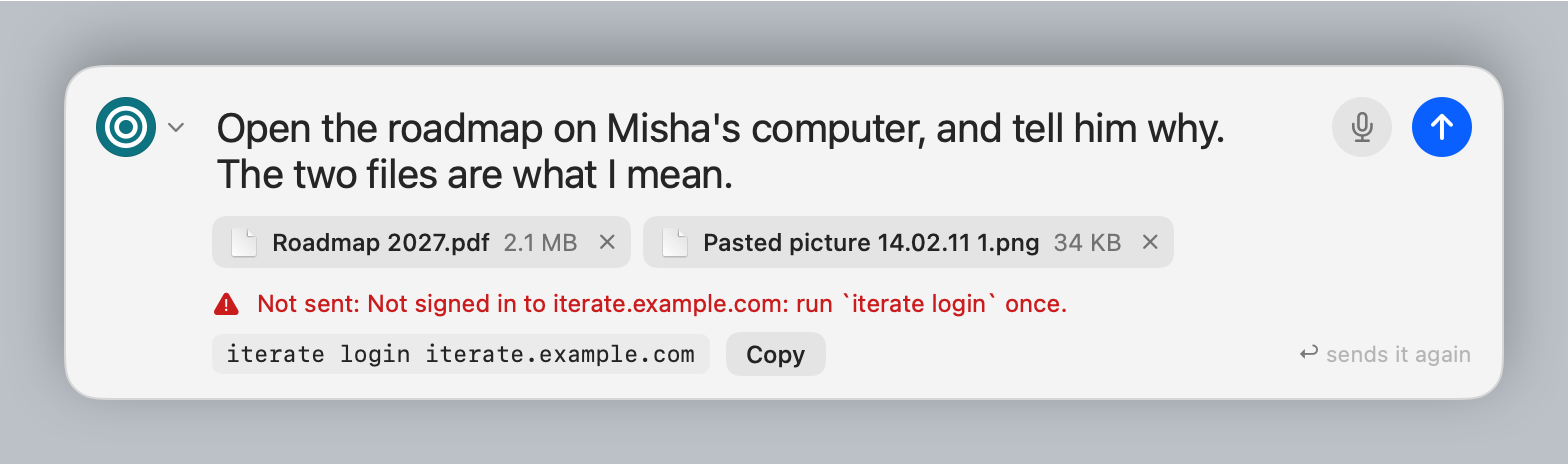 Open the roadmap on Misha's computer, and tell him why.
The two files are what I mean.
Roadmap 2027.pdf 2.1 MB × Pasted picture 14.02.11 1.png 34 KB ×
Not sent: Not signed in to iterate.example.com: run `iterate login` once.
iterate login iterate.example.com Copy ↩ sends it again